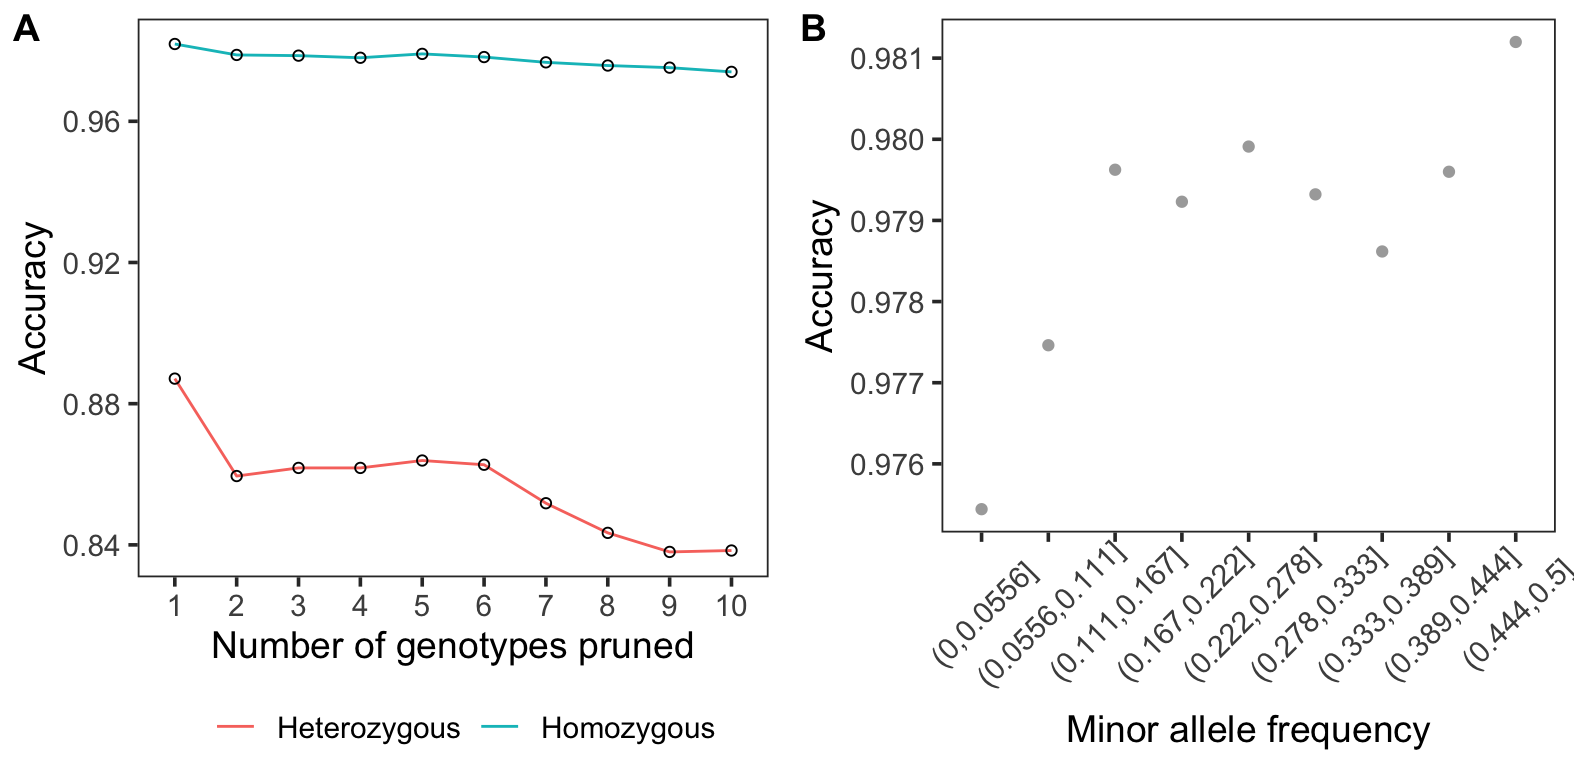 A
Accuracy
0.96
0.92
0.88
0.84
1 2 3 4 5 6 7 8 9 10
Number of genotypes pruned
Heterozygous Homozygous
B
Accuracy
0.981
0.980
0.979
0.978
0.977
0.976
(0,0.0556]
(0.0556,0.111]
(0.111,0.167]
(0.167,0.222]
(0.222,0.278]
(0.278,0.333]
(0.333,0.389]
(0.389,0.444]
(0.444,0.5]
Minor allele frequency